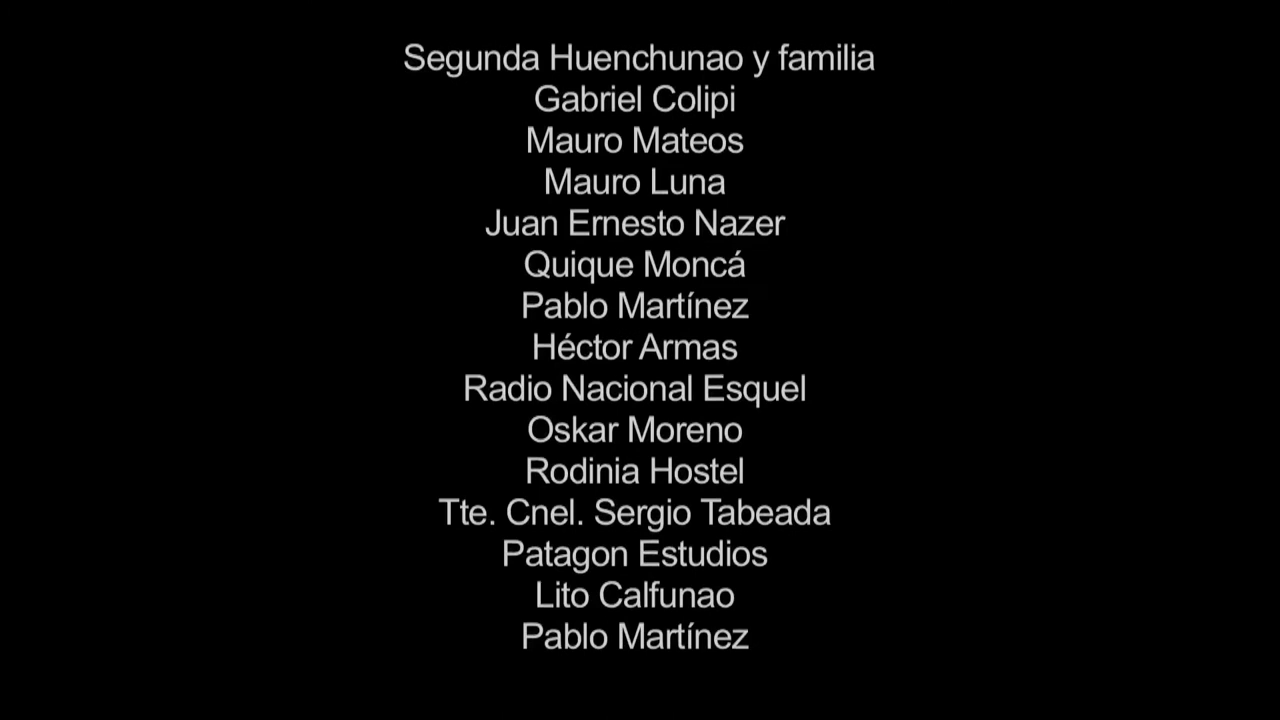 Segunda Huenchunao y familia
Gabriel Colipi
Mauro Mateos
Mauro Luna
Juan Ernesto Nazer
Quique Moncá
Pablo Martínez
Héctor Armas
Radio Nacional Esquel
Oskar Moreno
Rodinia Hostel
Tte. Cnel. Sergio Tabeada
Patagon Estudios
Lito Calfunao
Pablo Martínez